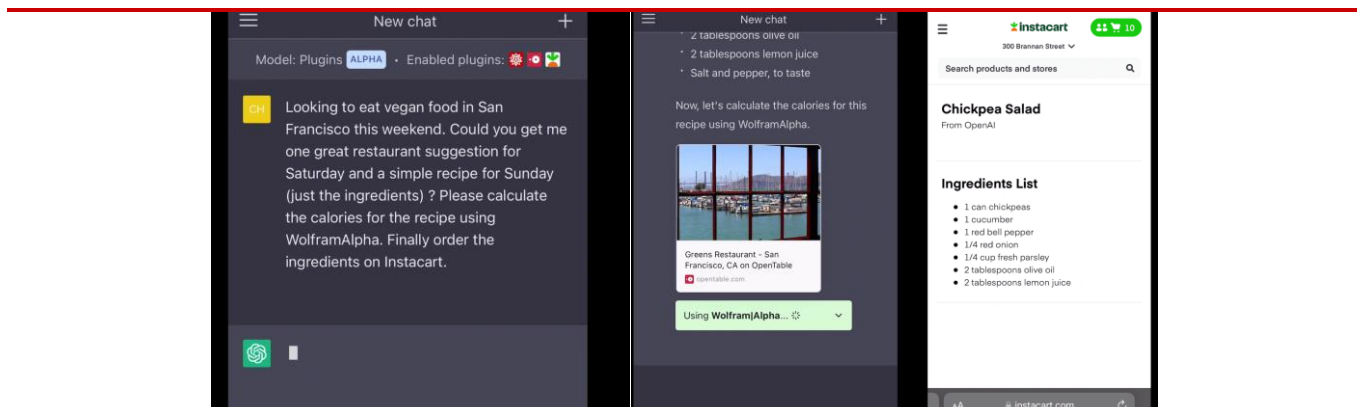 New chat
Model: Plugins ALPHA • Enabled plugins:
CH
Looking to eat vegan food in San
Francisco this weekend. Could you get me
one great restaurant suggestion for
Saturday and a simple recipe for Sunday
(just the ingredients) ? Please calculate
the calories for the recipe using
WolframAlpha. Finally order the
ingredients on Instacart.
New chat
2 tablespoons olive oil
2 tablespoons lemon juice
Salt and pepper, to taste
Now, let's calculate the calories for this
recipe using WolframAlpha.
Greens Restaurant - San
Francisco, CA on OpenTable
opentable.com
Using Wolfram|Alpha...
instacart
10
300 Brannan Street
Search products and stores
Chickpea Salad
From OpenAI
Ingredients List
1 can chickpeas
1 cucumber
1 red bell pepper
1/4 red onion
1/4 cup fresh parsley
2 tablespoons olive oil
2 tablespoons lemon juice
AA instacart.com